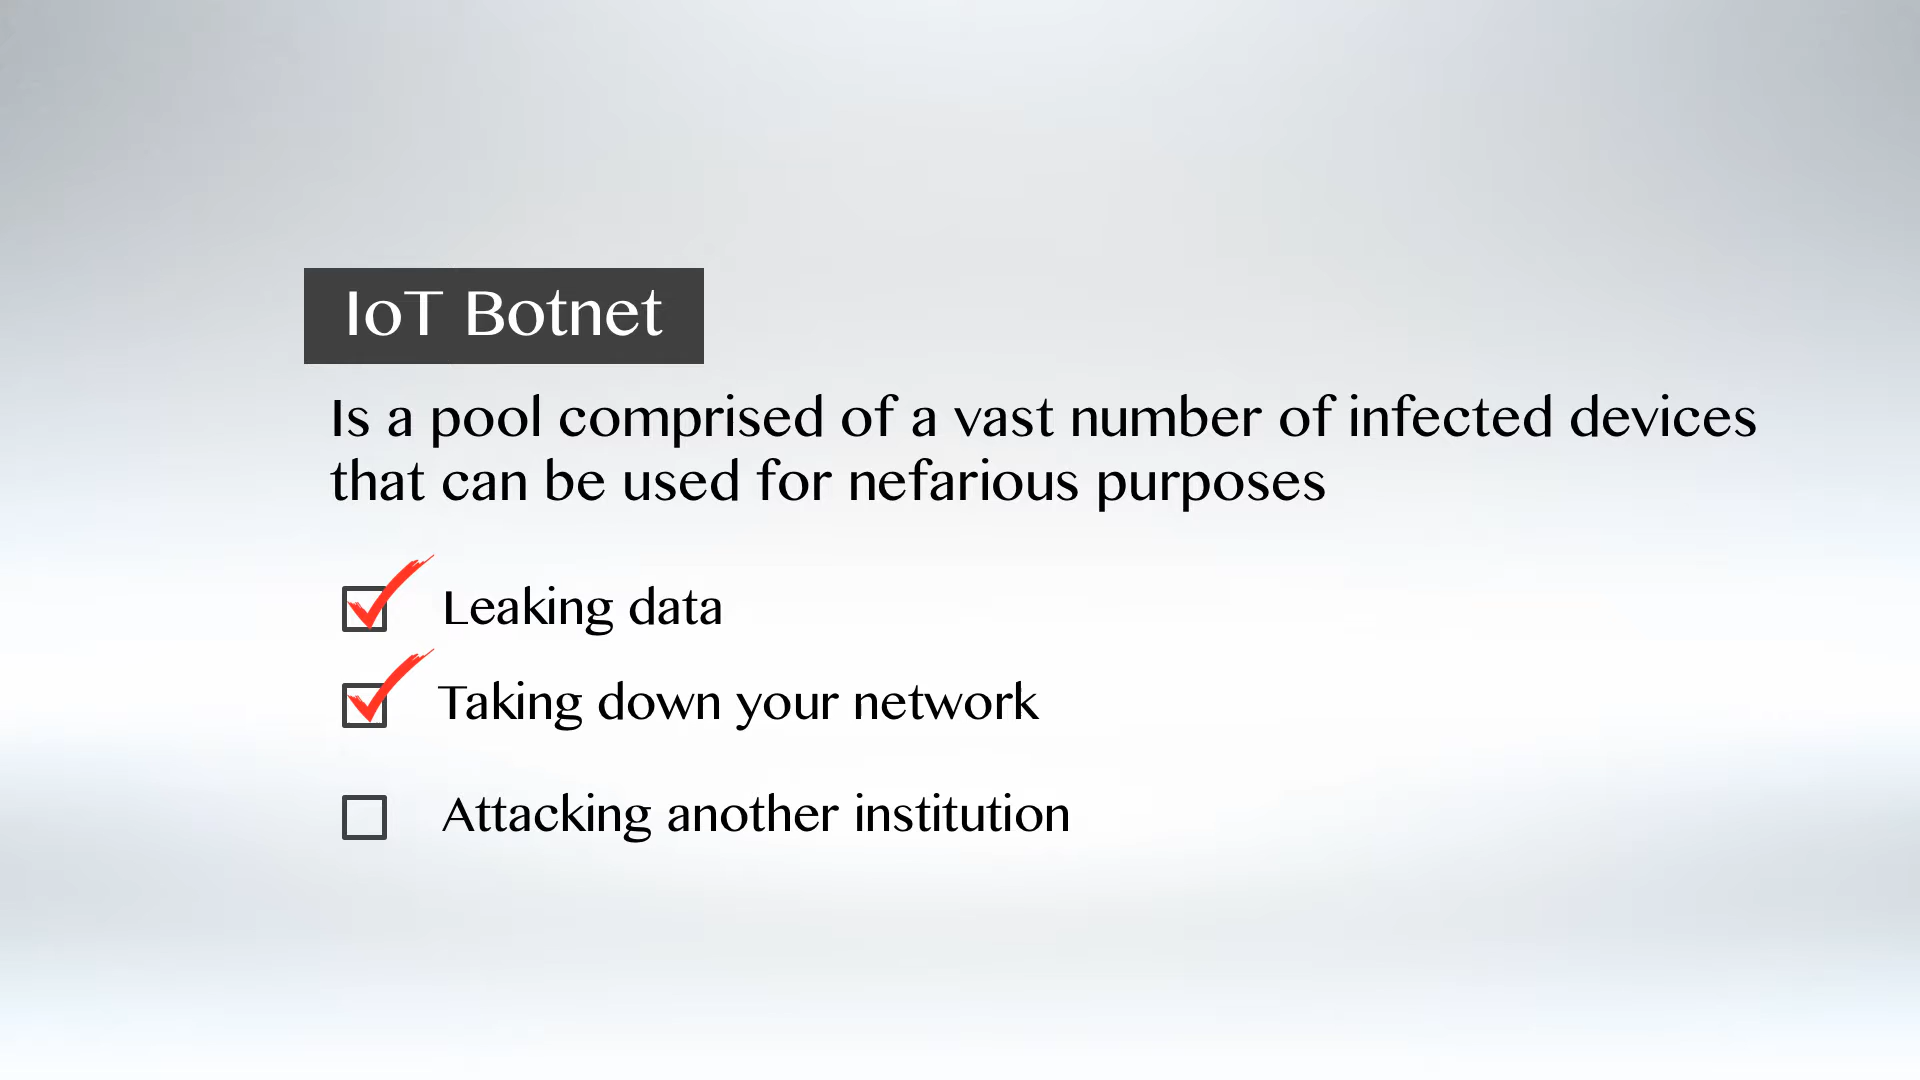 IoT Botnet
Is a pool comprised of a vast number of infected devices
that can be used for nefarious purposes
Leaking data
Taking down your network
Attacking another institution